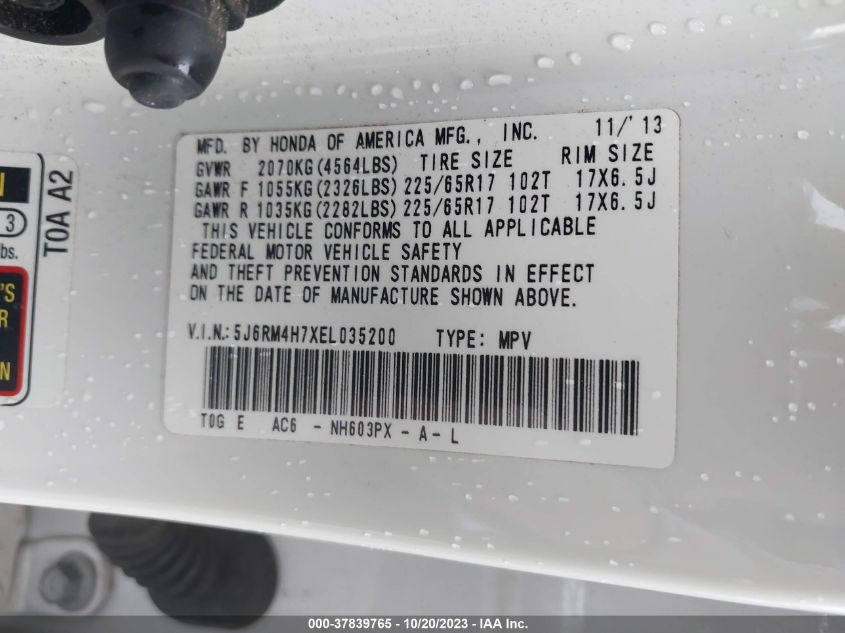 MFD. BY HONDA OF AMERICA MFG., INC. 11/'13
GVWR 2070KG(4564LBS) TIRE SIZE RIM SIZE
GAWR F 1055KG(2326LBS) 225/65R17 102T 17X6.5J
GAWR R 1035KG(2282LBS) 225/65R17 102T 17X6.5J
THIS VEHICLE CONFORMS TO ALL APPLICABLE
FEDERAL MOTOR VEHICLE SAFETY
AND THEFT PREVENTION STANDARDS IN EFFECT
ON THE DATE OF MANUFACTURE SHOWN ABOVE.
V.I.N.: 5J6RM4H7XEL035200 TYPE: MPV
T0G E AC6 - NH603PX - A - L
T0A A2
N
3
bs.
'S
R
N
000-37839765 - 10/20/2023 - IAA Inc.